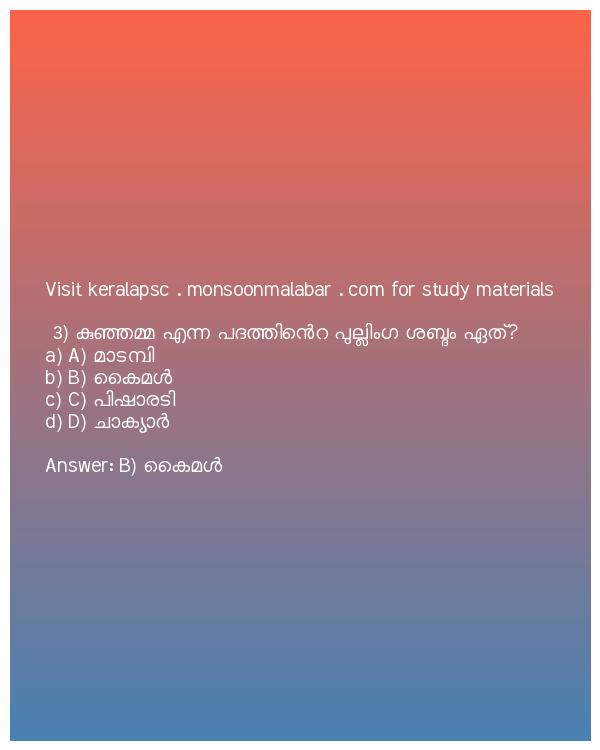 Visit keralapsc . monsoonmalabar . com for study materials
3) കുഞ്ഞമ്മ എന്ന പദത്തിൻെറ പുല്ലിംഗ ശബ്ദം ഏത്?
a) A) മാടമ്പി
b) B) കൈമൾ
c) C) പിഷാരടി
d) D) ചാക്യാർ
Answer: B) കൈമൾ